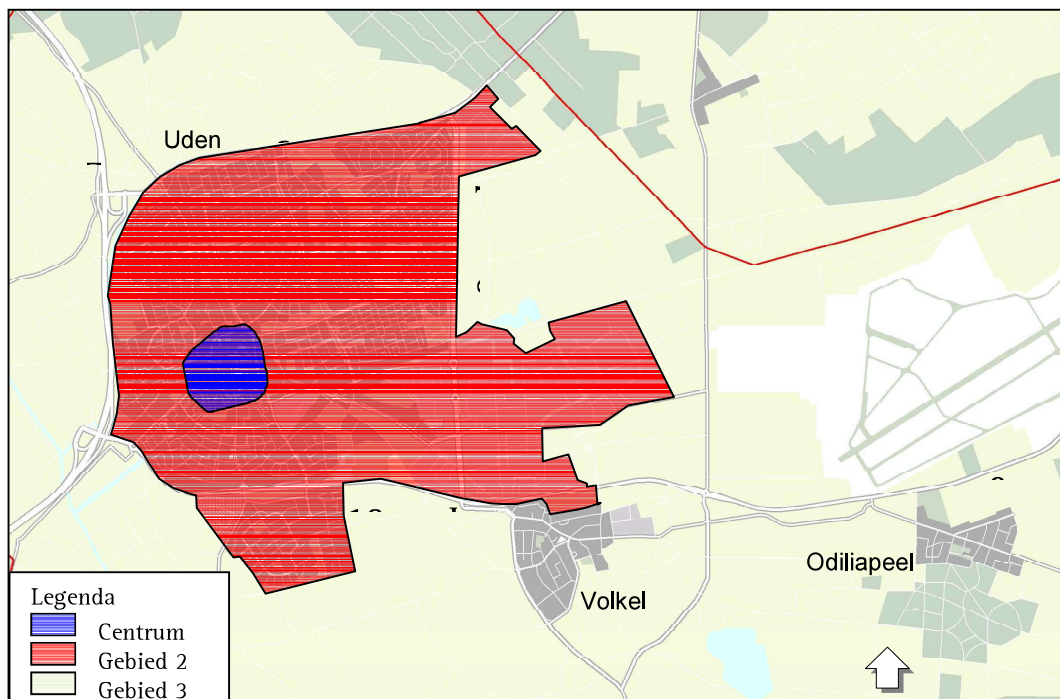 Uden
Odiliapeel
Volkel
Legenda
Centrum
Gebied 2
Gebied 3